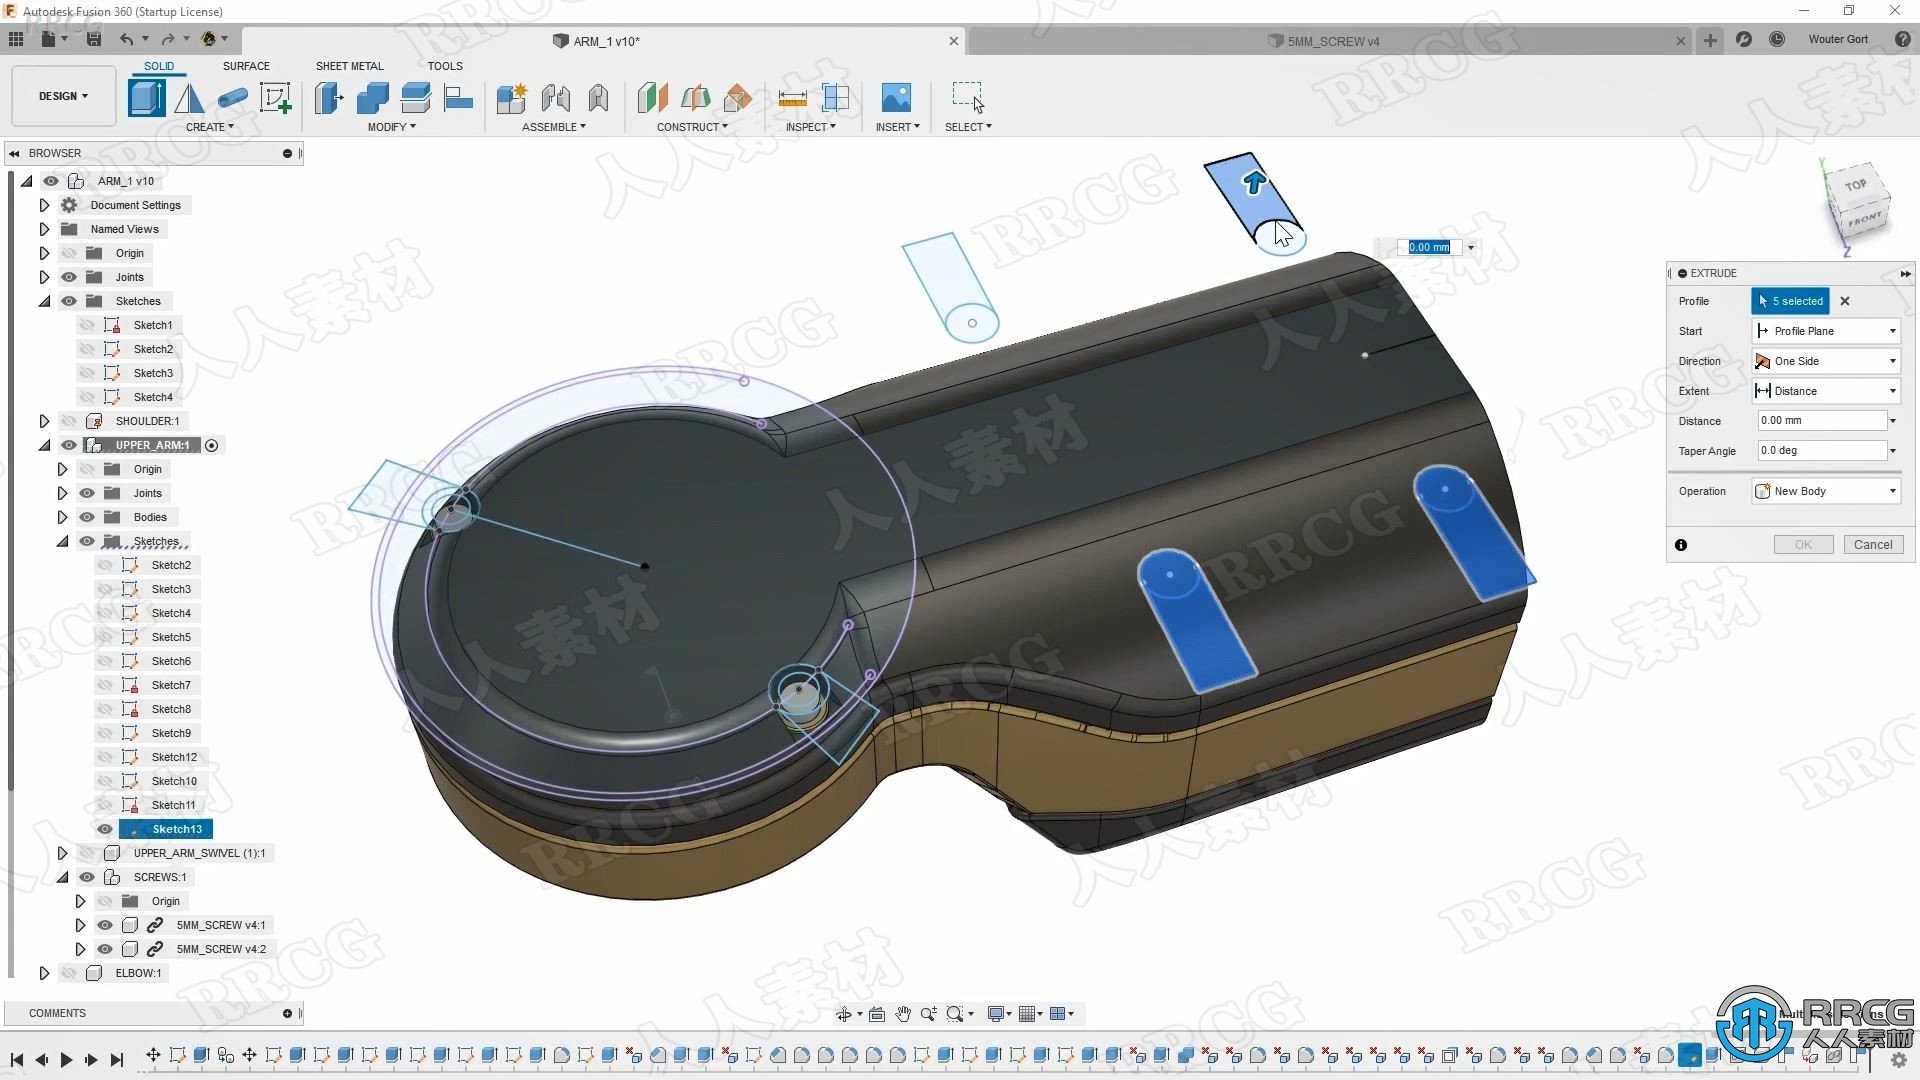 Autodesk Fusion 360 (Startup License)
ARM_1 v10*
5MM_SCREW v4
Wouter Gort
DESIGN
SOLID
SURFACE
SHEET METAL
TOOLS
CREATE
MODIFY
ASSEMBLE
CONSTRUCT
INSPECT
INSERT
SELECT
BROWSER
ARM_1 v10
Document Settings
Named Views
Origin
Joints
Sketches
Sketch1
Sketch2
Sketch3
Sketch4
SHOULDER:1
UPPER_ARM:1
Origin
Joints
Bodies
Sketches
Sketch2
Sketch3
Sketch4
Sketch5
Sketch6
Sketch7
Sketch8
Sketch9
Sketch12
Sketch10
Sketch11
Sketch13
UPPER_ARM_SWIVEL (1):1
SCREWS:1
Origin
5MM_SCREW v4:1
5MM_SCREW v4:2
ELBOW:1
COMMENTS
0.00 mm
TOP
FRONT
Y
Z
EXTRUDE
Profile
5 selected
Start
Profile Plane
Direction
One Side
Extent
Distance
Distance
0.00 mm
Taper Angle
0.0 deg
Operation
New Body
OK
Cancel
RRCG
人人素材